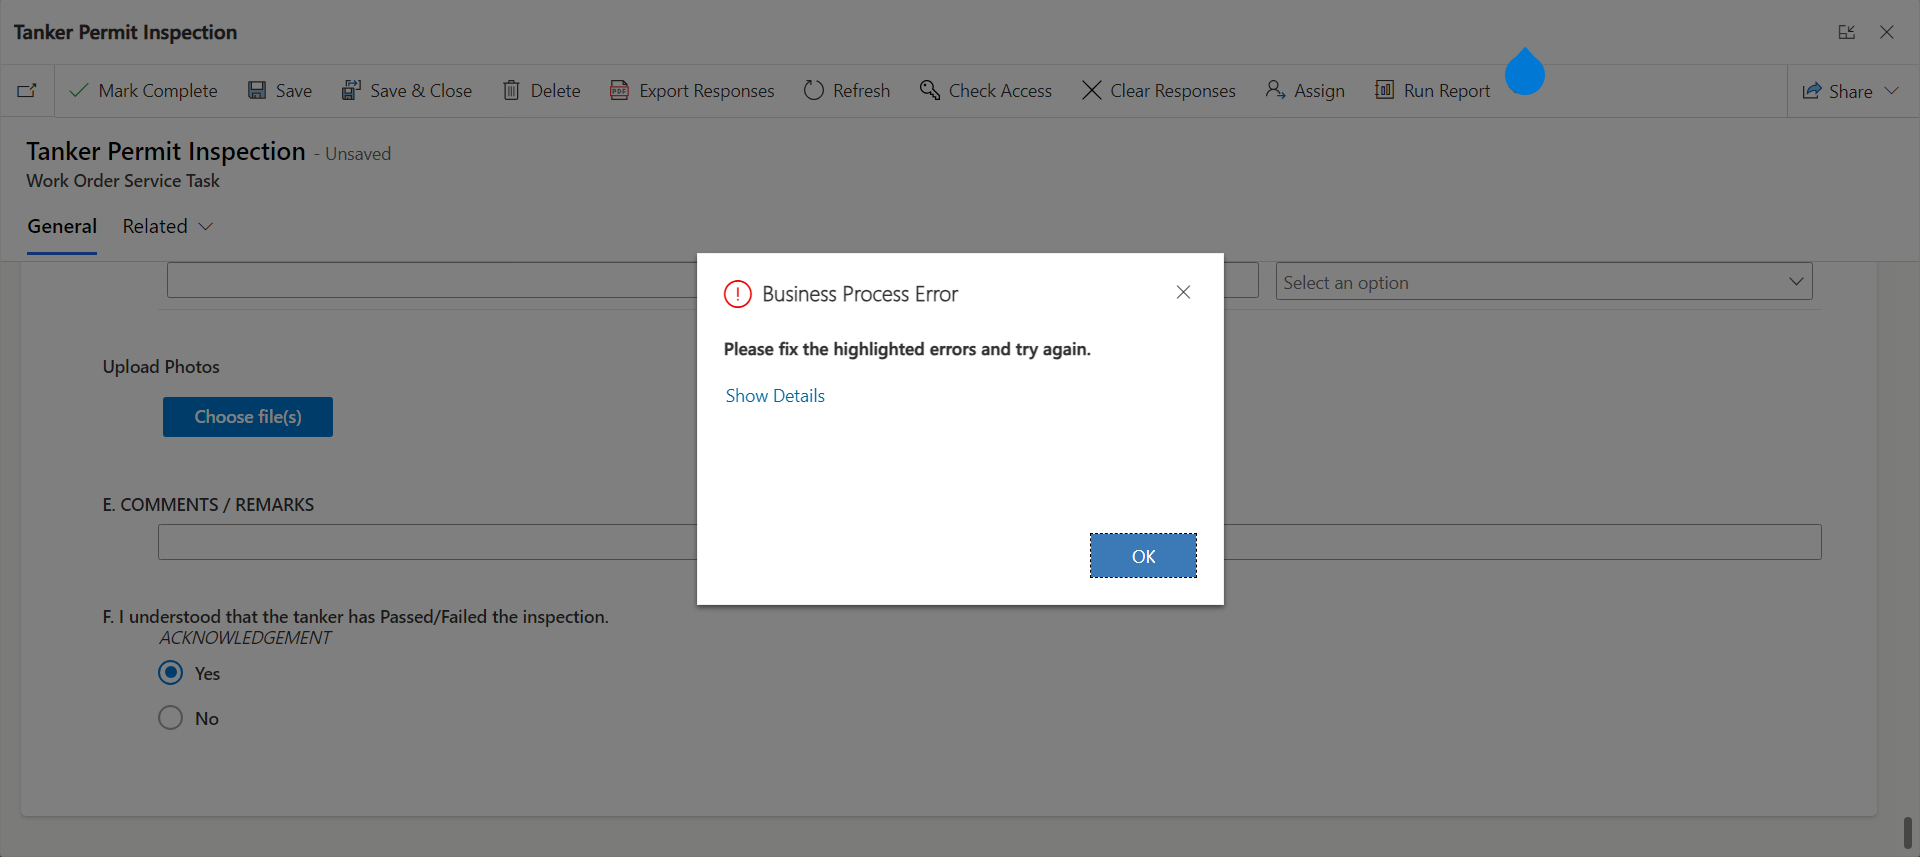 Tanker Permit Inspection
Mark Complete Save Save & Close Delete Export Responses Refresh Check Access Clear Responses Assign Run Report Share
Tanker Permit Inspection - Unsaved
Work Order Service Task
General Related
Select an option
Business Process Error
Please fix the highlighted errors and try again.
Show Details
OK
Upload Photos
Choose file(s)
E. COMMENTS / REMARKS
F. I understood that the tanker has Passed/Failed the inspection.
ACKNOWLEDGEMENT
Yes
No